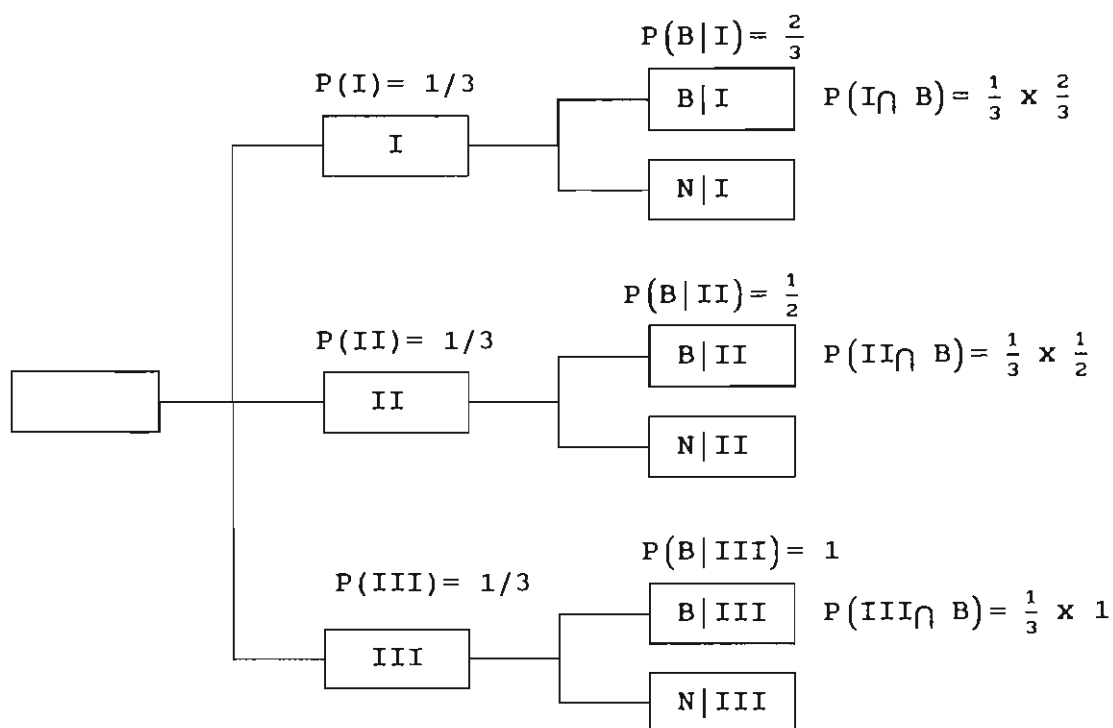 P(B|I)= 2/3
P(I)= 1/3
B|I P(I∩ B)= 1/3 x 2/3
I
N|I
P(B|II)= 1/2
P(II)= 1/3
B|II P(II∩ B)= 1/3 x 1/2
II
N|II
P(B|III)= 1
P(III)= 1/3
B|III P(III∩ B)= 1/3 x 1
III
N|III